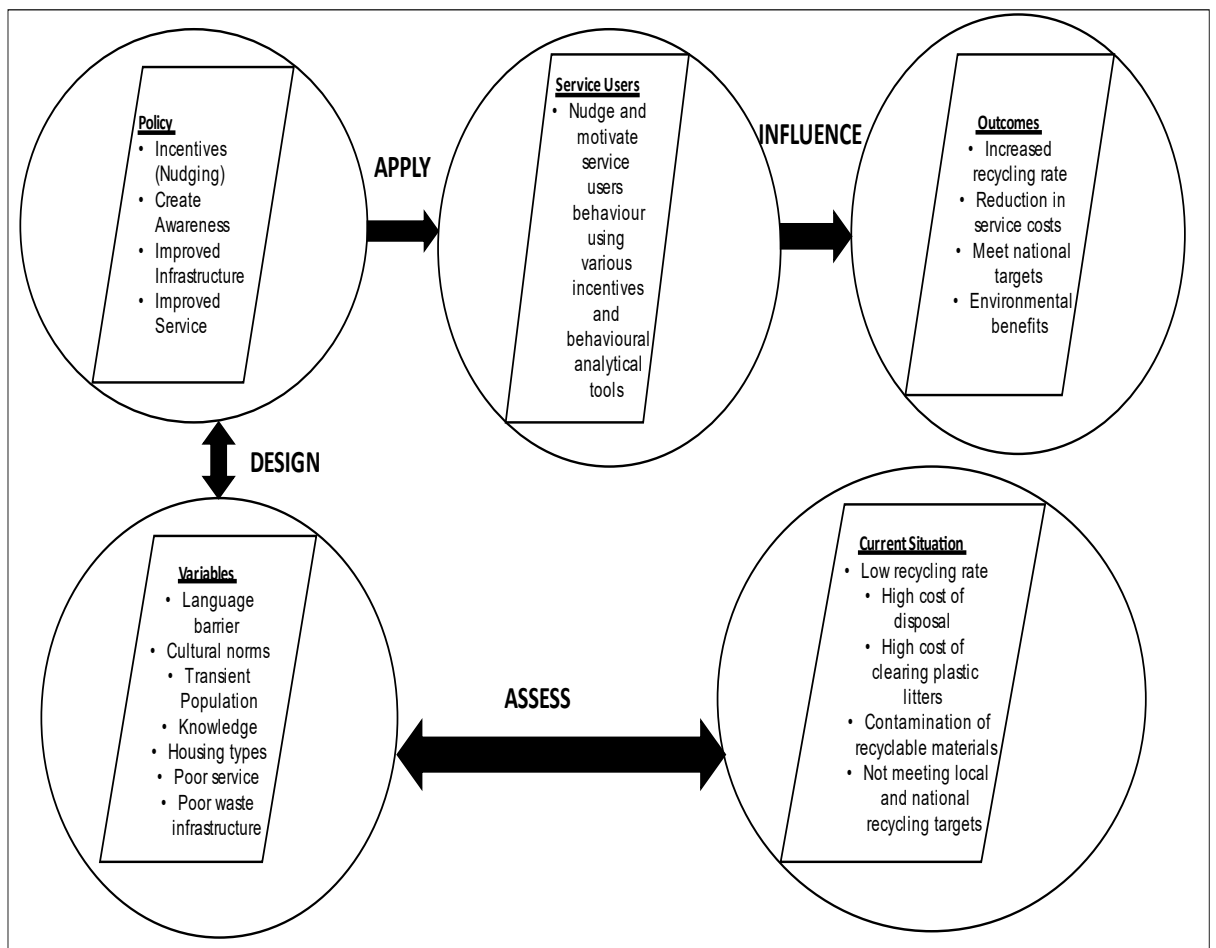 Policy
• Incentives
(Nudging)
• Create
Awareness
• Improved
Infrastructure
• Improved
Service
APPLY
Service Users
• Nudge and
motivate
service
users
behaviour
using
various
incentives
and
behavioural
analytical
tools
INFLUENCE
Outcomes
• Increased
recycling rate
• Reduction in
service costs
• Meet national
targets
• Environmental
benefits
DESIGN
Variables
• Language
barrier
• Cultural norms
• Transient
Population
• Knowledge
• Housing types
• Poor service
• Poor waste
infrastructure
ASSESS
Current Situation
• Low recycling rate
• High cost of
disposal
• High cost of
clearing plastic
litters
• Contamination of
recyclable materials
• Not meeting local
and national
recycling targets